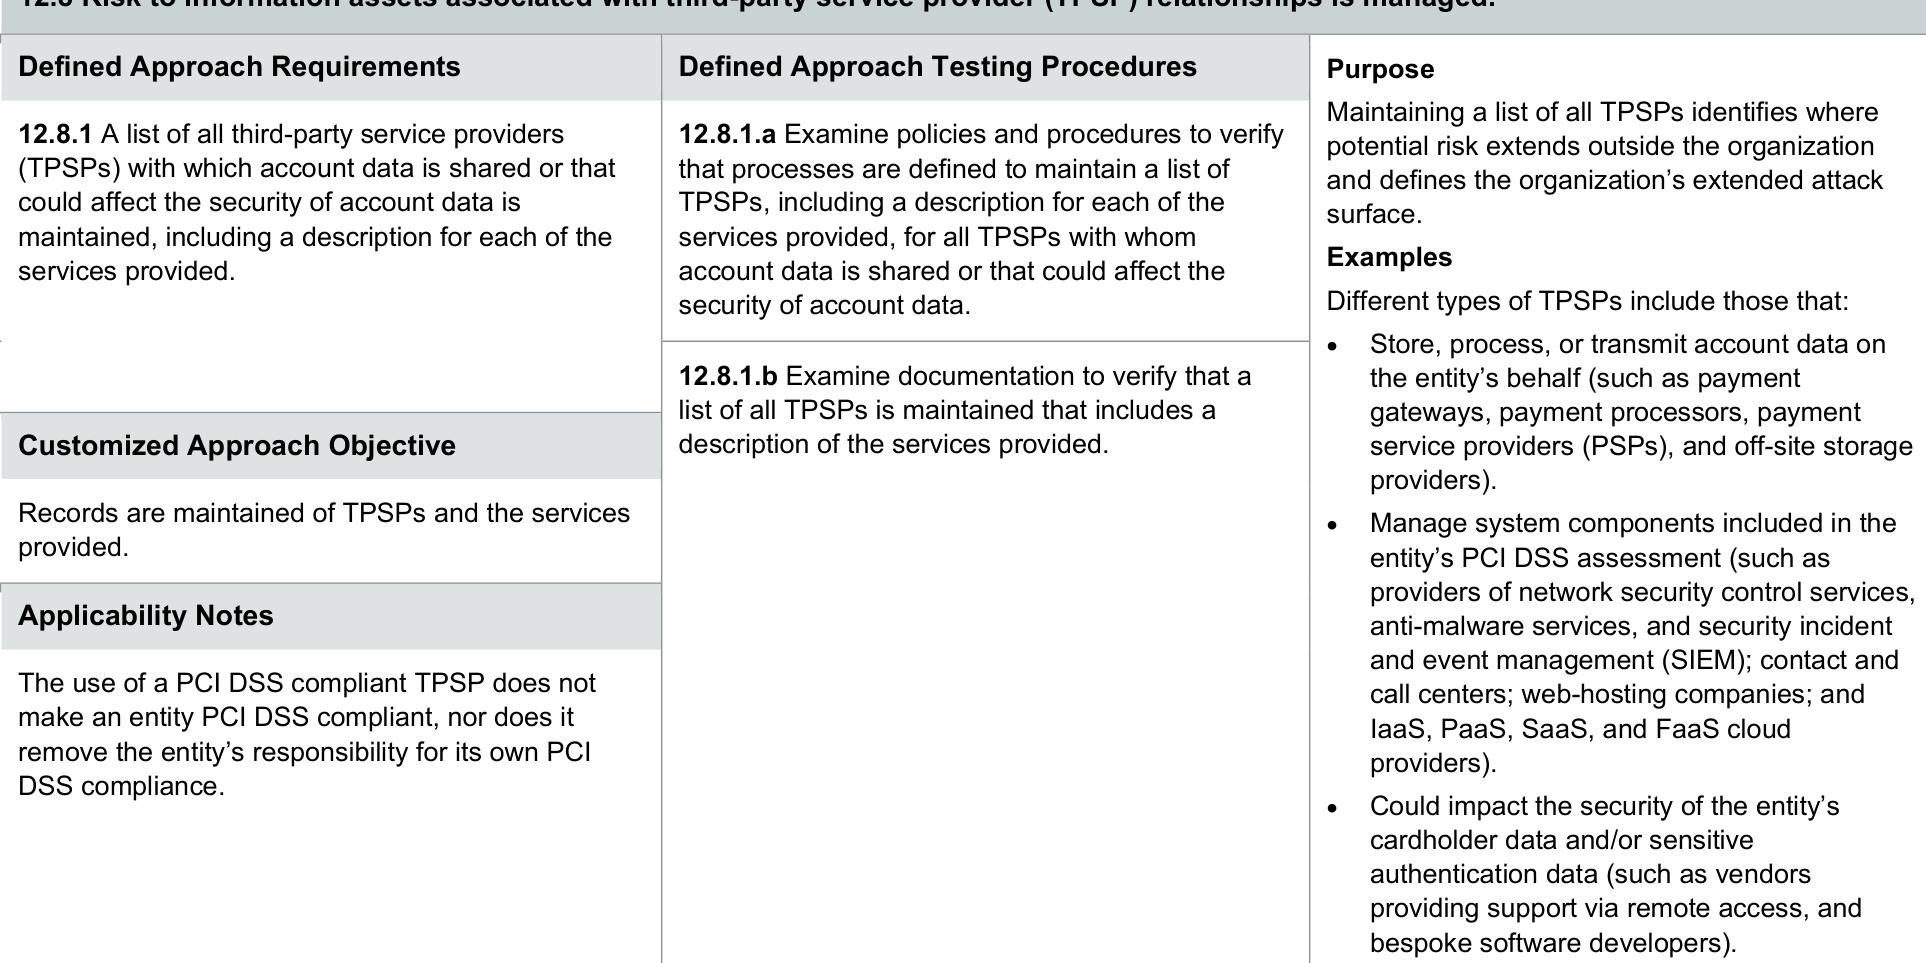 12.8 Risk to information assets associated with third-party service provider (TPSP) relationships is managed.
Defined Approach Requirements
12.8.1 A list of all third-party service providers
(TPSPs) with which account data is shared or that
could affect the security of account data is
maintained, including a description for each of the
services provided.
Customized Approach Objective
Records are maintained of TPSPs and the services
provided.
Applicability Notes
The use of a PCI DSS compliant TPSP does not
make an entity PCI DSS compliant, nor does it
remove the entity’s responsibility for its own PCI
DSS compliance.
Defined Approach Testing Procedures
12.8.1.a Examine policies and procedures to verify
that processes are defined to maintain a list of
TPSPs, including a description for each of the
services provided, for all TPSPs with whom
account data is shared or that could affect the
security of account data.
12.8.1.b Examine documentation to verify that a
list of all TPSPs is maintained that includes a
description of the services provided.
Purpose
Maintaining a list of all TPSPs identifies where
potential risk extends outside the organization
and defines the organization’s extended attack
surface.
Examples
Different types of TPSPs include those that:
• Store, process, or transmit account data on
the entity’s behalf (such as payment
gateways, payment processors, payment
service providers (PSPs), and off-site storage
providers).
• Manage system components included in the
entity’s PCI DSS assessment (such as
providers of network security control services,
anti-malware services, and security incident
and event management (SIEM); contact and
call centers; web-hosting companies; and
IaaS, PaaS, SaaS, and FaaS cloud
providers).
• Could impact the security of the entity’s
cardholder data and/or sensitive
authentication data (such as vendors
providing support via remote access, and
bespoke software developers).